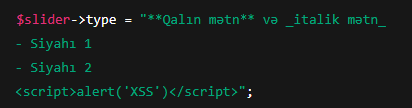 $slider->type = "**Qalın mətn** və _italik mətn_
- Siyahı 1
- Siyahı 2
<script>alert('XSS')</script>";